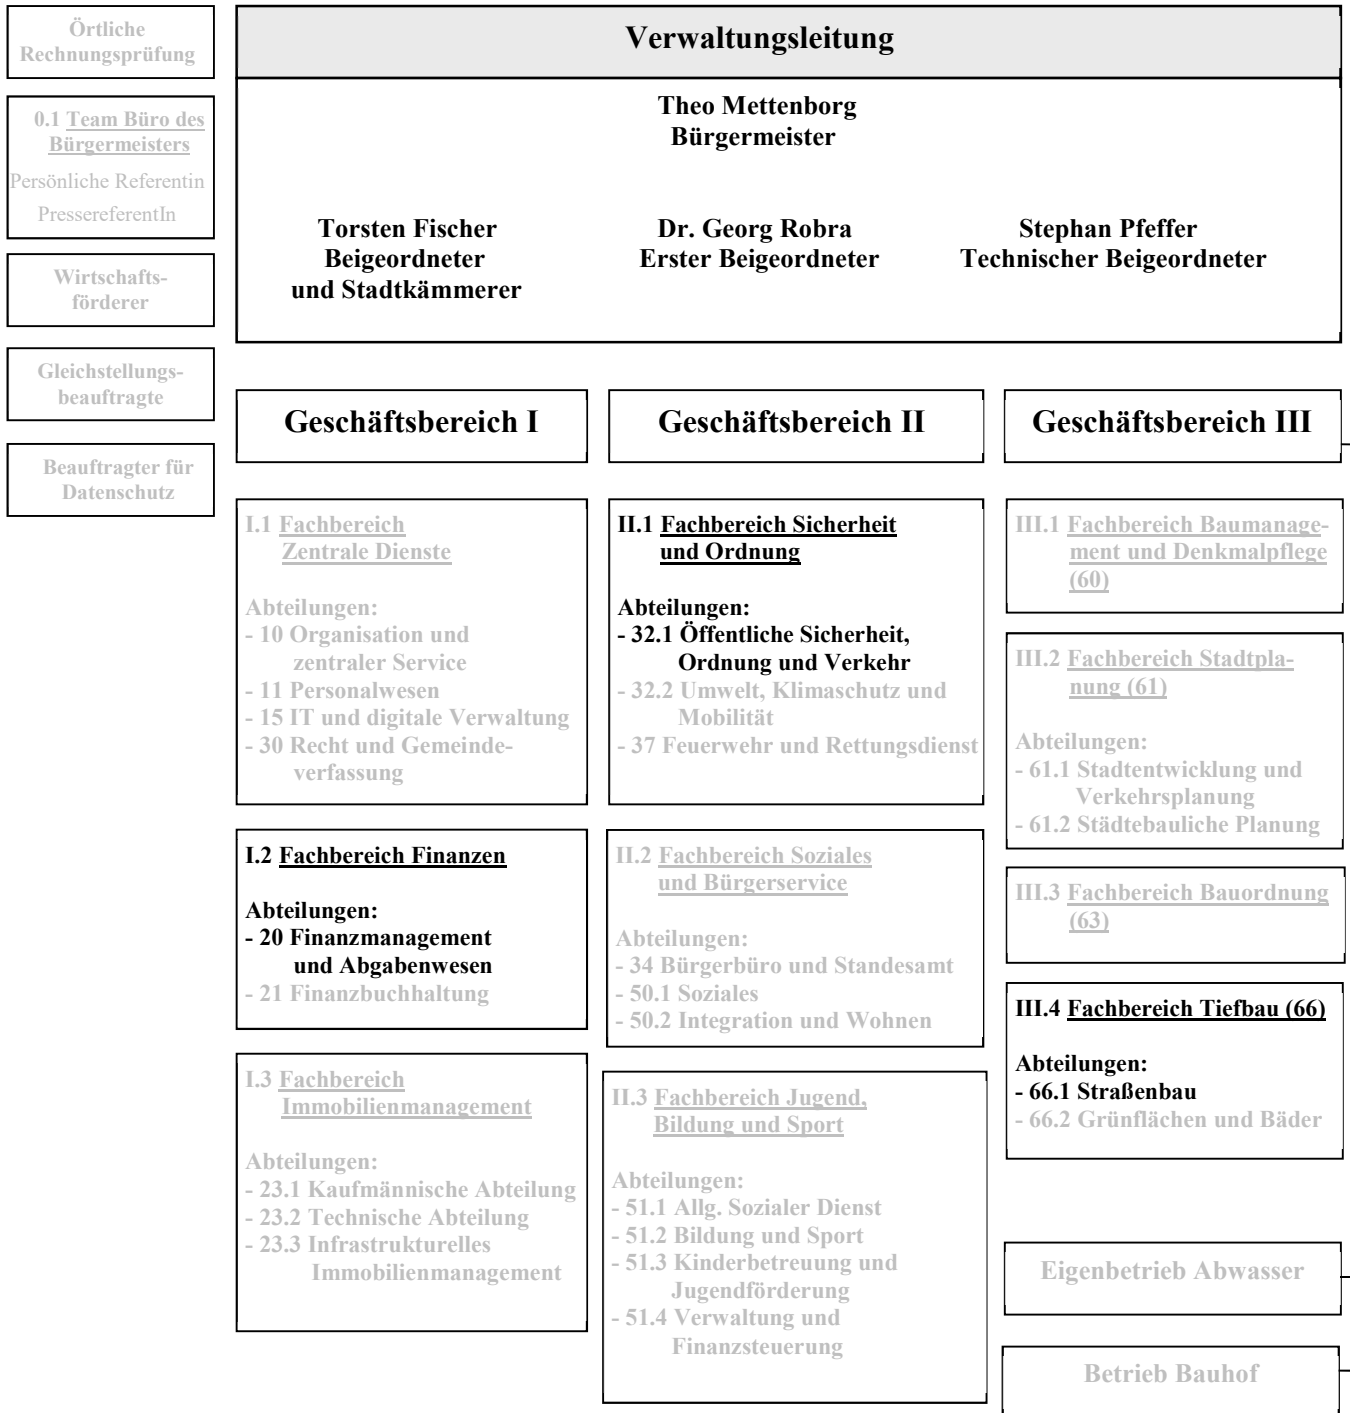 Örtliche
Rechnungsprüfung
0.1 Team Büro des
Bürgermeisters
Persönliche Referentin
PressereferentIn
Wirtschafts-
förderer
Gleichstellungs-
beauftragte
Beauftragter für
Datenschutz
Verwaltungsleitung
Theo Mettenborg
Bürgermeister
Torsten Fischer
Beigeordneter
und Stadtkämmerer
Dr. Georg Robra
Erster Beigeordneter
Stephan Pfeffer
Technischer Beigeordneter
Geschäftsbereich I
I.1 Fachbereich
Zentrale Dienste
Abteilungen:
- 10 Organisation und
zentraler Service
- 11 Personalwesen
- 15 IT und digitale Verwaltung
- 30 Recht und Gemeinde-
verfassung
I.2 Fachbereich Finanzen
Abteilungen:
- 20 Finanzmanagement
und Abgabenwesen
- 21 Finanzbuchhaltung
I.3 Fachbereich
Immobilienmanagement
Abteilungen:
- 23.1 Kaufmännische Abteilung
- 23.2 Technische Abteilung
- 23.3 Infrastrukturelles
Immobilienmanagement
Geschäftsbereich II
II.1 Fachbereich Sicherheit
und Ordnung
Abteilungen:
- 32.1 Öffentliche Sicherheit,
Ordnung und Verkehr
- 32.2 Umwelt, Klimaschutz und
Mobilität
- 37 Feuerwehr und Rettungsdienst
II.2 Fachbereich Soziales
und Bürgerservice
Abteilungen:
- 34 Bürgerbüro und Standesamt
- 50.1 Soziales
- 50.2 Integration und Wohnen
II.3 Fachbereich Jugend,
Bildung und Sport
Abteilungen:
- 51.1 Allg. Sozialer Dienst
- 51.2 Bildung und Sport
- 51.3 Kinderbetreuung und
Jugendförderung
- 51.4 Verwaltung und
Finanzsteuerung
Geschäftsbereich III
III.1 Fachbereich Baumanage-
ment und Denkmalpflege
(60)
III.2 Fachbereich Stadtpla-
nung (61)
Abteilungen:
- 61.1 Stadtentwicklung und
Verkehrsplanung
- 61.2 Städtebauliche Planung
III.3 Fachbereich Bauordnung
(63)
III.4 Fachbereich Tiefbau (66)
Abteilungen:
- 66.1 Straßenbau
- 66.2 Grünflächen und Bäder
Eigenbetrieb Abwasser
Betrieb Bauhof